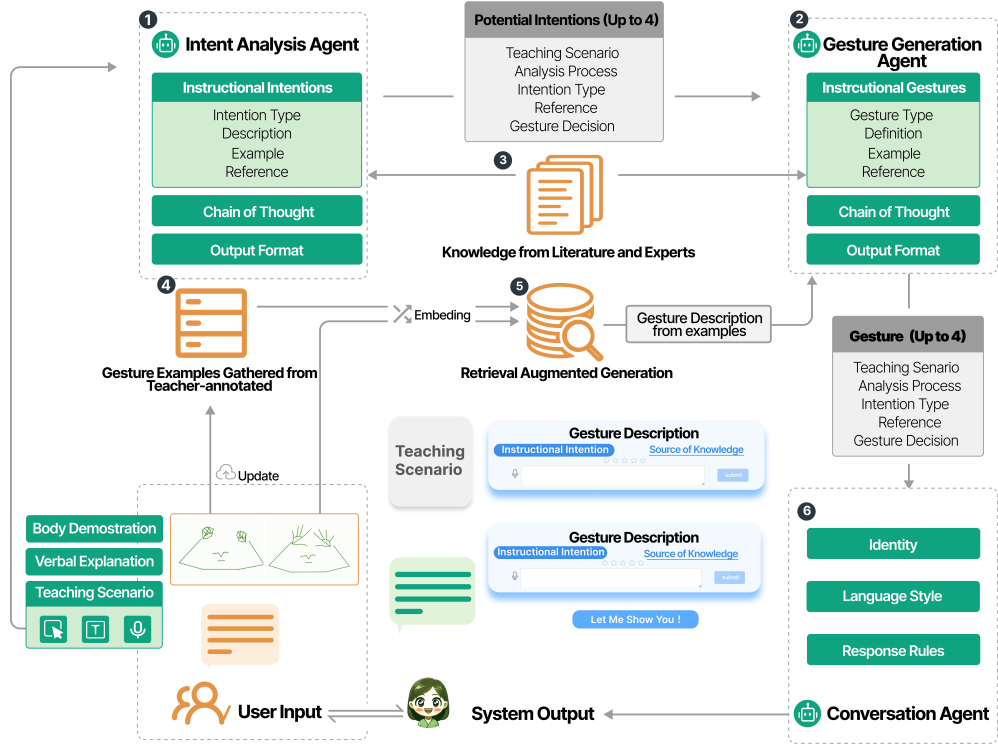 1
Intent Analysis Agent
Instructional Intentions
Intention Type
Description
Example
Reference
Chain of Thought
Output Format
Potential Intentions (Up to 4)
Teaching Scenario
Analysis Process
Intention Type
Reference
Gesture Decision
2
Gesture Generation
Agent
Instrcutional Gestures
Gesture Type
Definition
Example
Reference
Chain of Thought
Output Format
3
Knowledge from Literature and Experts
4
Gesture Examples Gathered from
Teacher-annotated
Embeding
5
Retrieval Augmented Generation
Gesture Description
from examples
Gesture (Up to 4)
Teaching Senario
Analysis Process
Intention Type
Reference
Gesture Decision
Update
Body Demostration
Verbal Explanation
Teaching Scenario
T
User Input
Teaching
Scenario
Gesture Description
Instructional Intention
Source of Knowledge
submit
Gesture Description
Instructional Intention
Source of Knowledge
submit
Let Me Show You !
System Output
6
Identity
Language Style
Response Rules
Conversation Agent